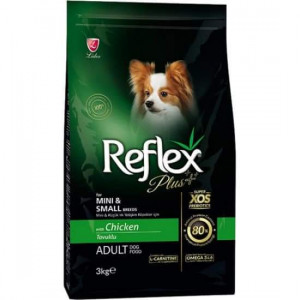 Lider
Reflex
Plus+
for
MINI &
SMALL BREEDS
with Chicken
Tavuklu
ADULT DOG
FOOD
3kg e
SUPER
XOS
PREBIOTICS
80%
L-CARNITINE
OMEGA 3&6